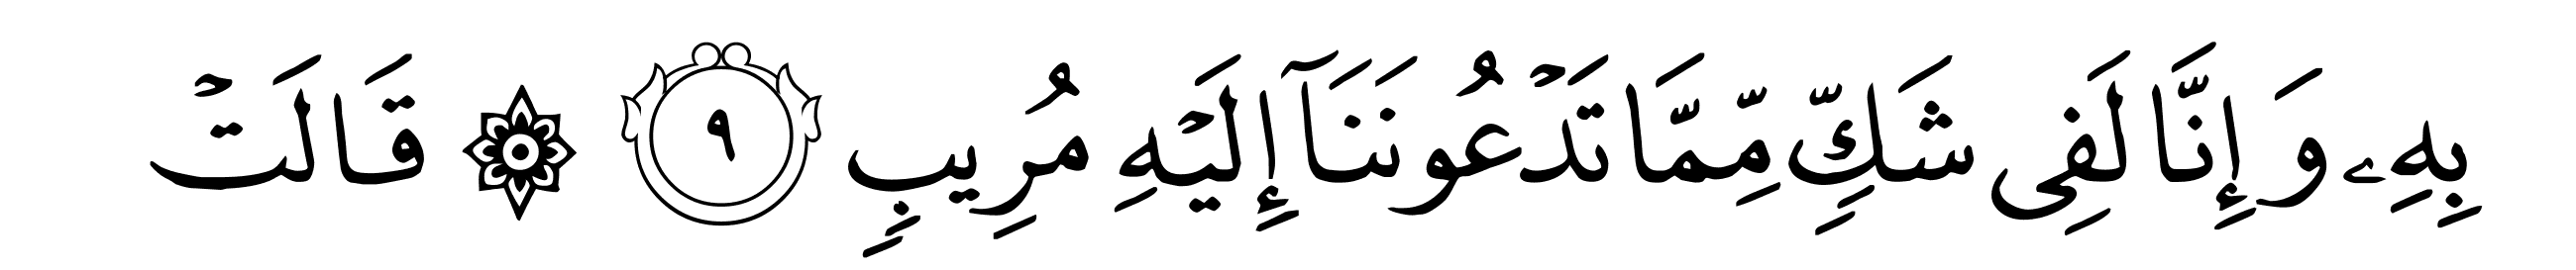 بِهِۦ وَإِنَّا لَفِى شَكٍّ مِّمَّا تَدْعُونَنَآ إِلَيْهِ مُرِيبٍ ٩ ۞ قَالَتْ